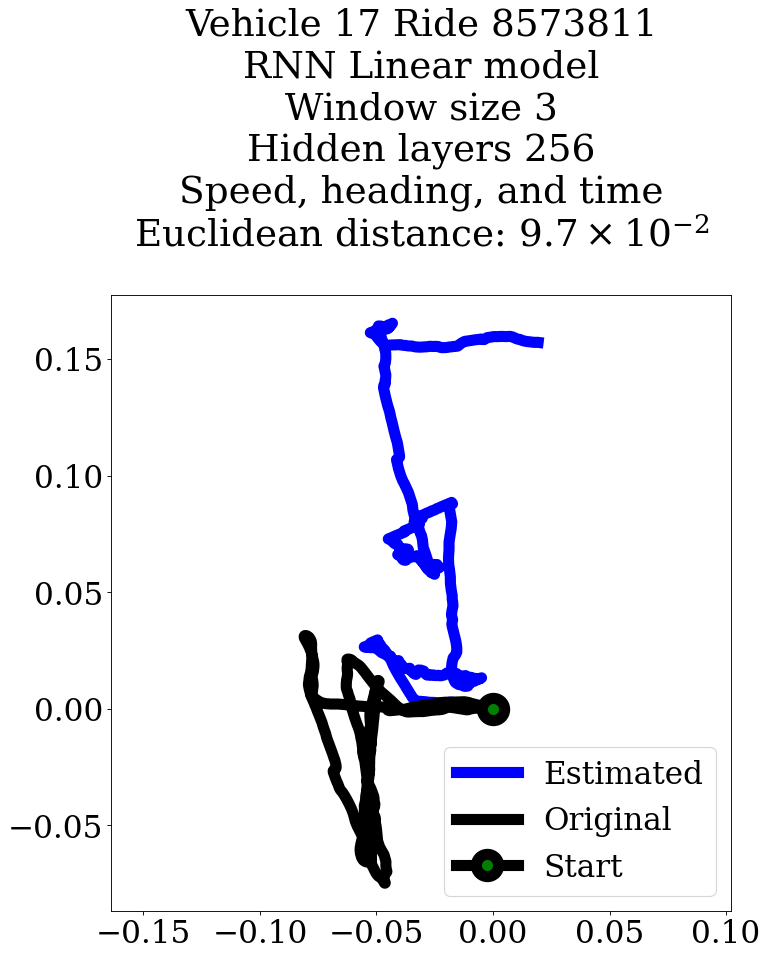 Vehicle 17 Ride 8573811
RNN Linear model
Window size 3
Hidden layers 256
Speed, heading, and time
Euclidean distance: 9.7 × 10⁻²
0.15
0.10
0.05
0.00
−0.05
Estimated
Original
Start
−0.15 −0.10 −0.05 0.00 0.05 0.10